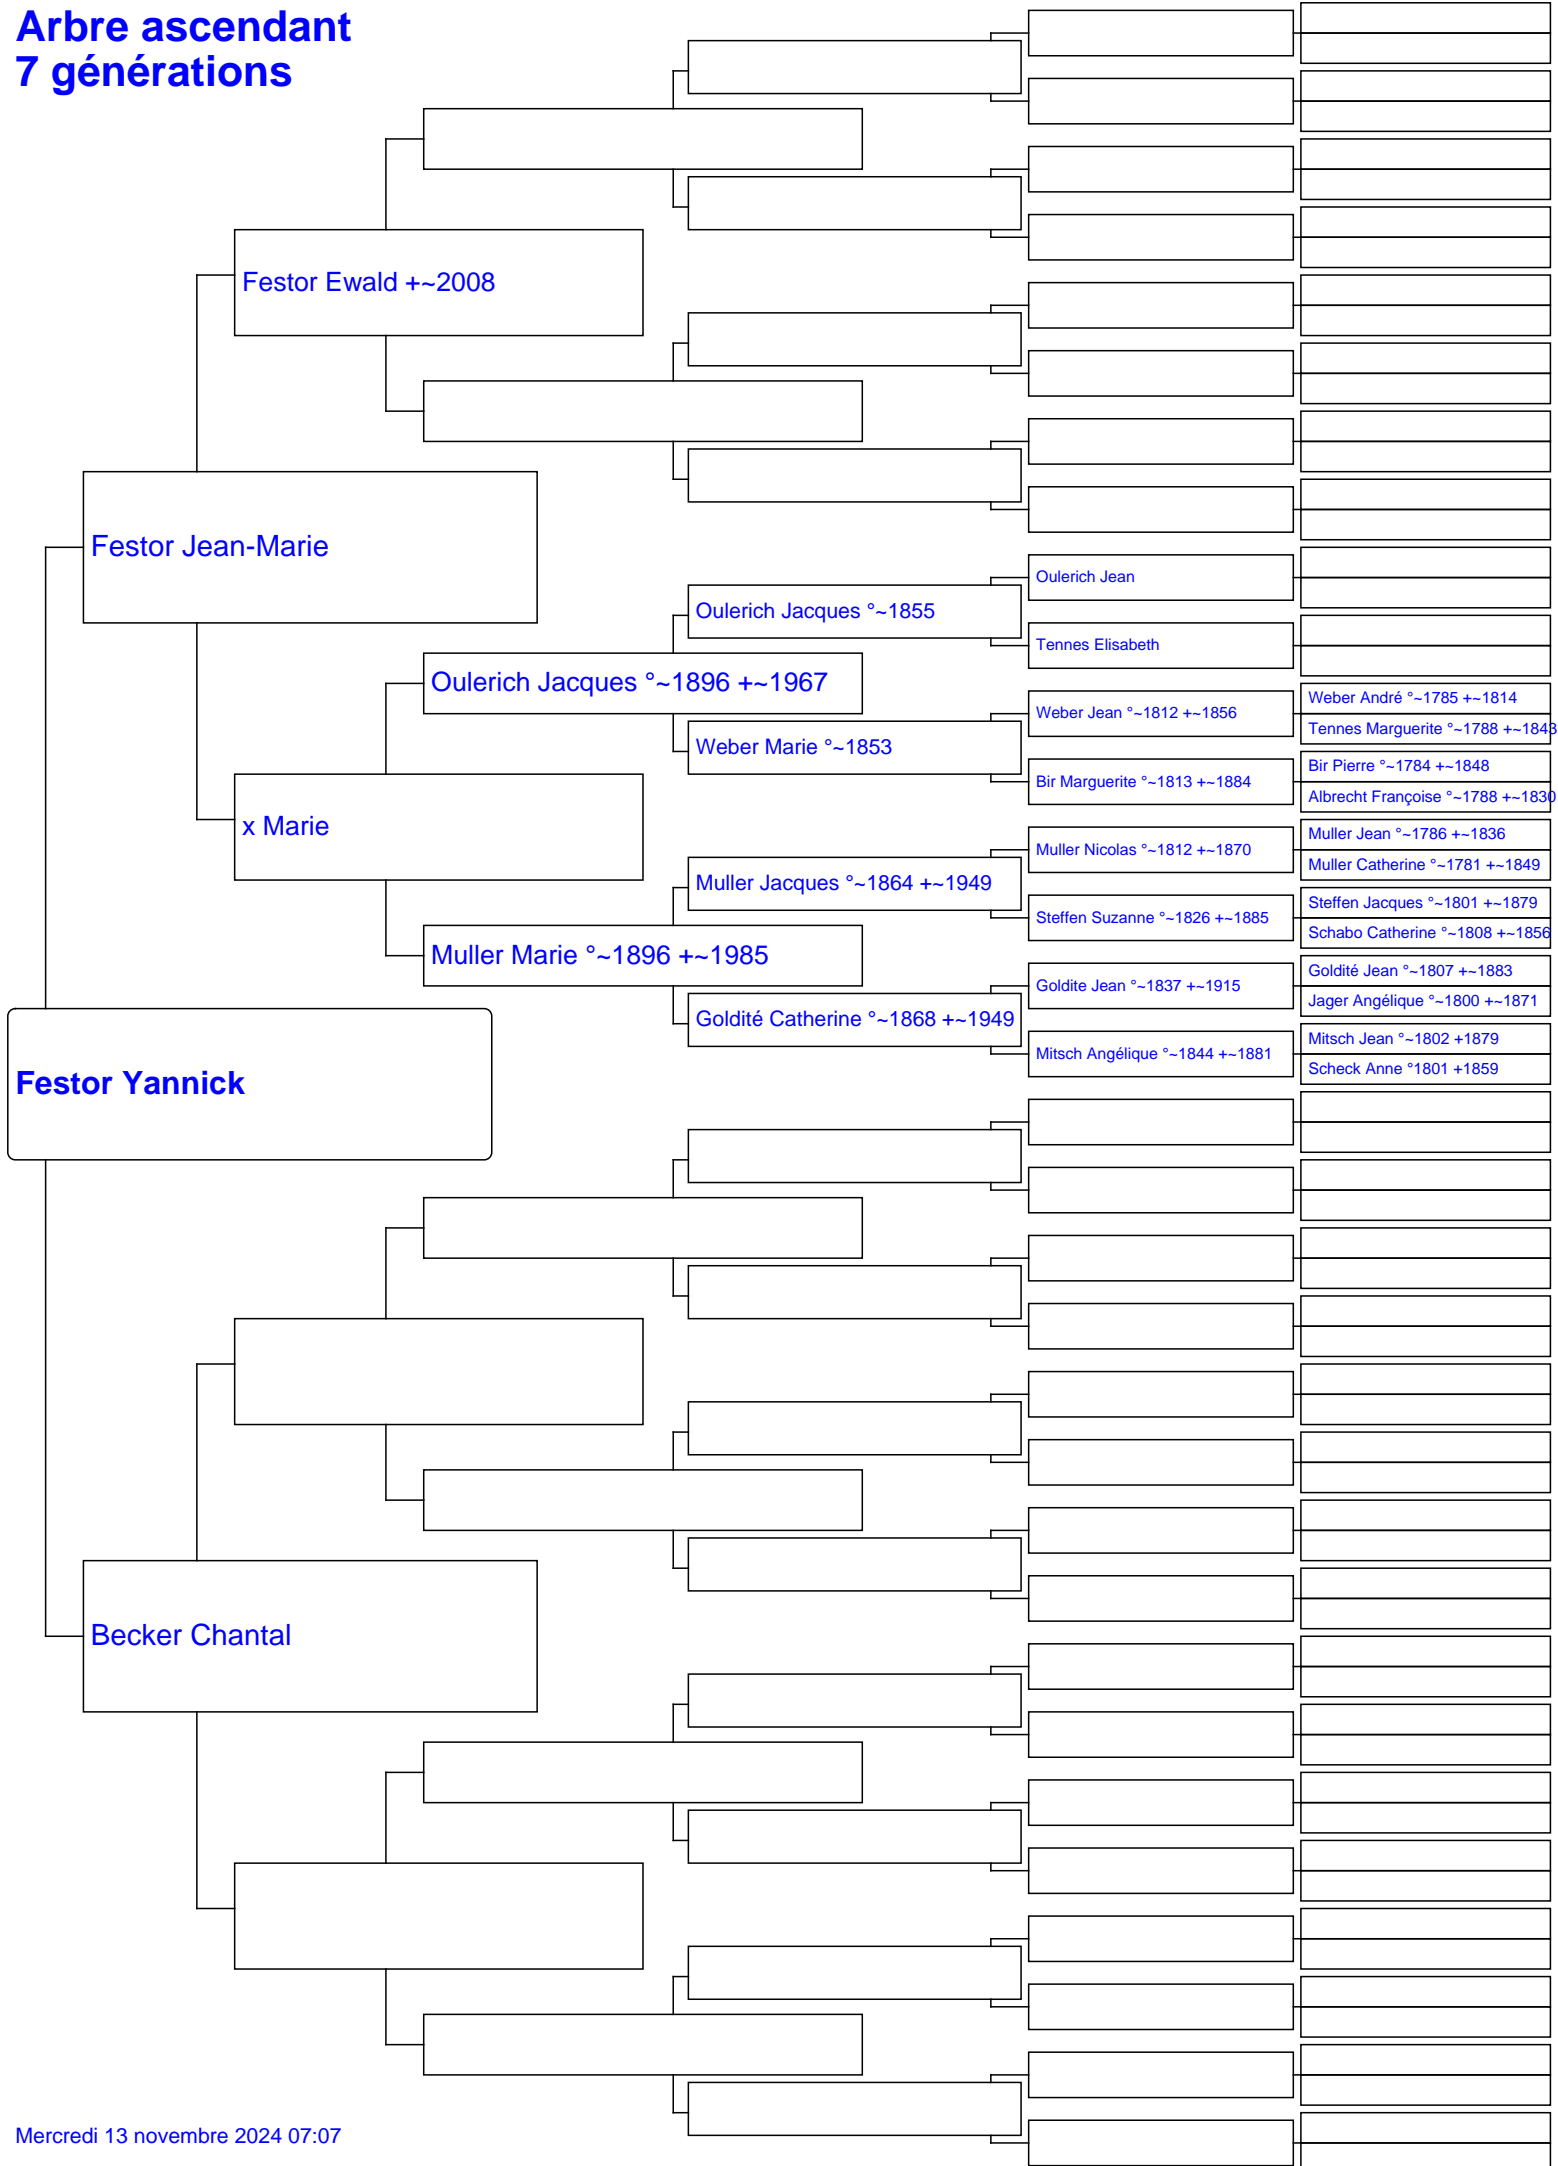 Arbre ascendant
7 générations
Festor Ewald +~2008
Festor Jean-Marie
Oulerich Jean
Oulerich Jacques °~1855
Tennes Elisabeth
Oulerich Jacques °~1896 +~1967
Weber André °~1785 +~1814
Weber Jean °~1812 +~1856
Tennes Marguerite °~1788 +~1843
Weber Marie °~1853
Bir Pierre °~1784 +~1848
Bir Marguerite °~1813 +~1884
Albrecht Françoise °~1788 +~1830
x Marie
Muller Jean °~1786 +~1836
Muller Nicolas °~1812 +~1870
Muller Catherine °~1781 +~1849
Muller Jacques °~1864 +~1949
Steffen Jacques °~1801 +~1879
Steffen Suzanne °~1826 +~1885
Schabo Catherine °~1808 +~1856
Muller Marie °~1896 +~1985
Goldité Jean °~1807 +~1883
Goldite Jean °~1837 +~1915
Jager Angélique °~1800 +~1871
Goldité Catherine °~1868 +~1949
Mitsch Jean °~1802 +1879
Mitsch Angélique °~1844 +~1881
Scheck Anne °1801 +1859
Festor Yannick
Becker Chantal
Mercredi 13 novembre 2024 07:07